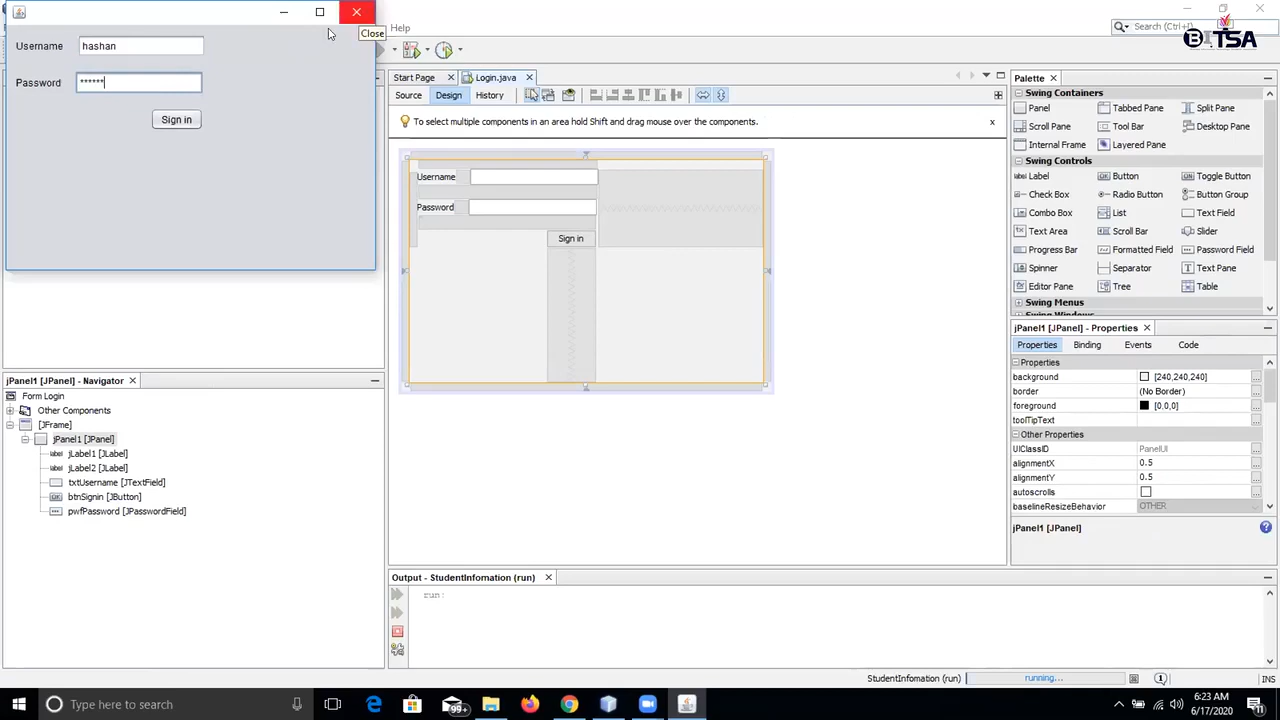 Close
Username hashan
Password ******
Sign in
Help
Search (Ctrl+I)
BITSA
Start Page
Login.java
Source Design History
To select multiple components in an area hold Shift and drag mouse over the components. x
Username
Password
Sign in
Palette
Swing Containers
Panel Tabbed Pane Split Pane
Scroll Pane Tool Bar Desktop Pane
Internal Frame Layered Pane
Swing Controls
Label Button Toggle Button
Check Box Radio Button Button Group
Combo Box List Text Field
Text Area Scroll Bar Slider
Progress Bar Formatted Field Password Field
Spinner Separator Text Pane
Editor Pane Tree Table
Swing Menus
Swing Windows
jPanel1 [JPanel] - Properties
Properties Binding Events Code
Properties
background [240,240,240]
border (No Border)
foreground [0,0,0]
toolTipText
Other Properties
UIClassID PanelUI
alignmentX 0.5
alignmentY 0.5
autoscrolls
baselineResizeBehavior OTHER
jPanel1 [JPanel]
jPanel1 [JPanel] - Navigator
Form Login
Other Components
[JFrame]
jPanel1 [JPanel]
jLabel1 [JLabel]
jLabel2 [JLabel]
txtUsername [JTextField]
btnSignin [JButton]
pwfPassword [JPasswordField]
Output - StudentInfomation (run)
run:
StudentInfomation (run) running... INS
Type here to search
99+
6:23 AM
6/17/2020